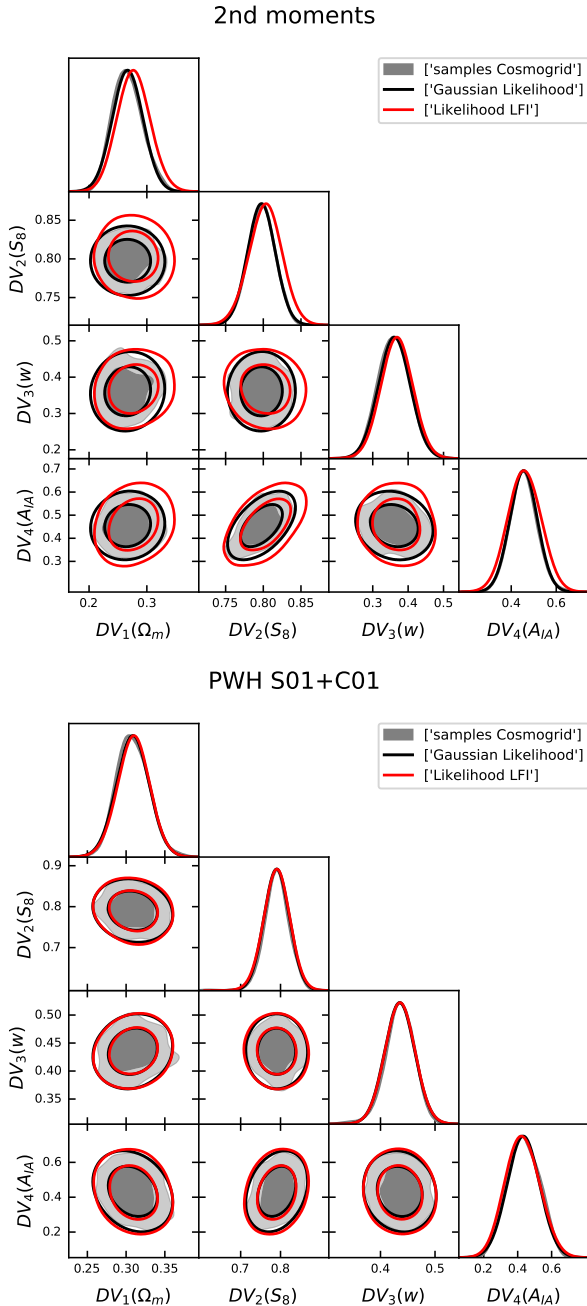 2nd moments
['samples Cosmogrid']
['Gaussian Likelihood']
['Likelihood LFI']
DV₂(S₈)
0.85
0.80
0.75
DV₃(w)
0.5
0.4
0.3
0.2
DV₄(A_IA)
0.7
0.6
0.5
0.4
0.3
0.2 0.3 0.75 0.80 0.85 0.3 0.4 0.5 0.4 0.6
DV₁(Ωₘ) DV₂(S₈) DV₃(w) DV₄(A_IA)
PWH S01+C01
['samples Cosmogrid']
['Gaussian Likelihood']
['Likelihood LFI']
DV₂(S₈)
0.9
0.8
0.7
DV₃(w)
0.50
0.45
0.40
0.35
DV₄(A_IA)
0.6
0.4
0.2
0.25 0.30 0.35 0.7 0.8 0.4 0.5 0.2 0.4 0.6
DV₁(Ωₘ) DV₂(S₈) DV₃(w) DV₄(A_IA)